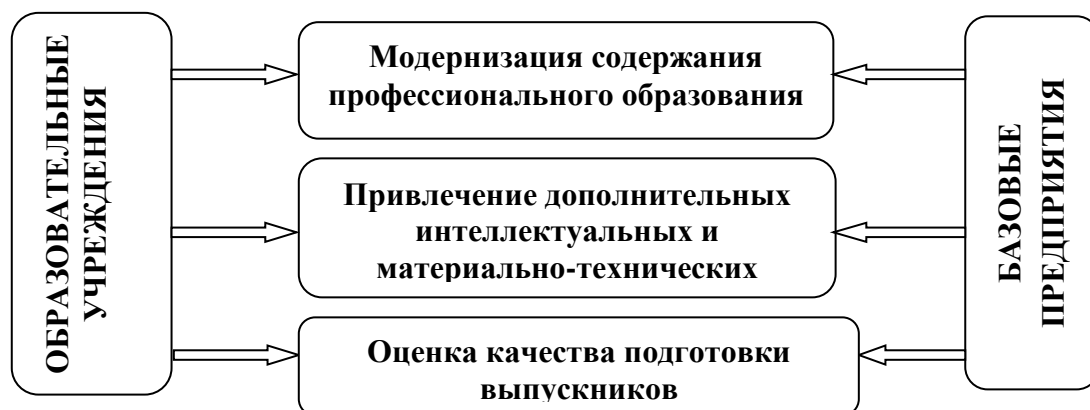 ОБРАЗОВАТЕЛЬНЫЕ
УЧРЕЖДЕНИЯ
Модернизация содержания
профессионального образования
Привлечение дополнительных
интеллектуальных и
материально-технических
Оценка качества подготовки
выпускников
БАЗОВЫЕ
ПРЕДПРИЯТИЯ